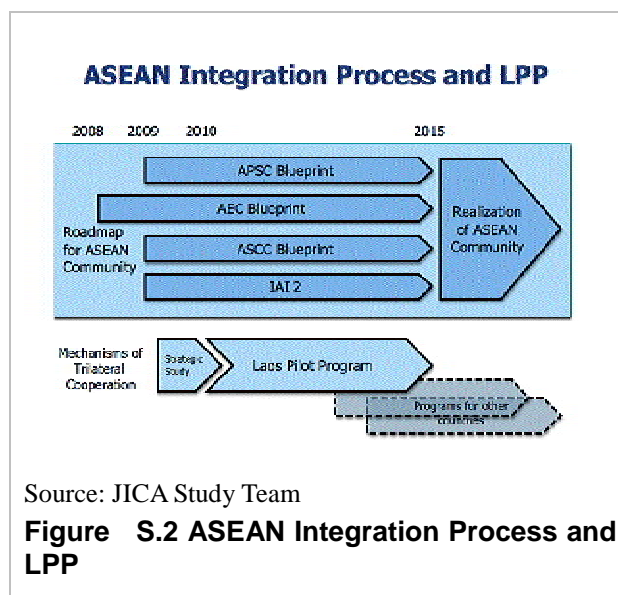 ASEAN Integration Process and LPP
2008 2009 2010 2015
APSC Blueprint
AEC Blueprint
Roadmap
for ASEAN
Community
ASCC Blueprint
IAI 2
Realization
of ASEAN
Community
Mechanisms of
Trilateral
Cooperation
Strategic
Study
Laos Pilot Program
Programs for other
countries
Source: JICA Study Team
Figure S.2 ASEAN Integration Process and
LPP